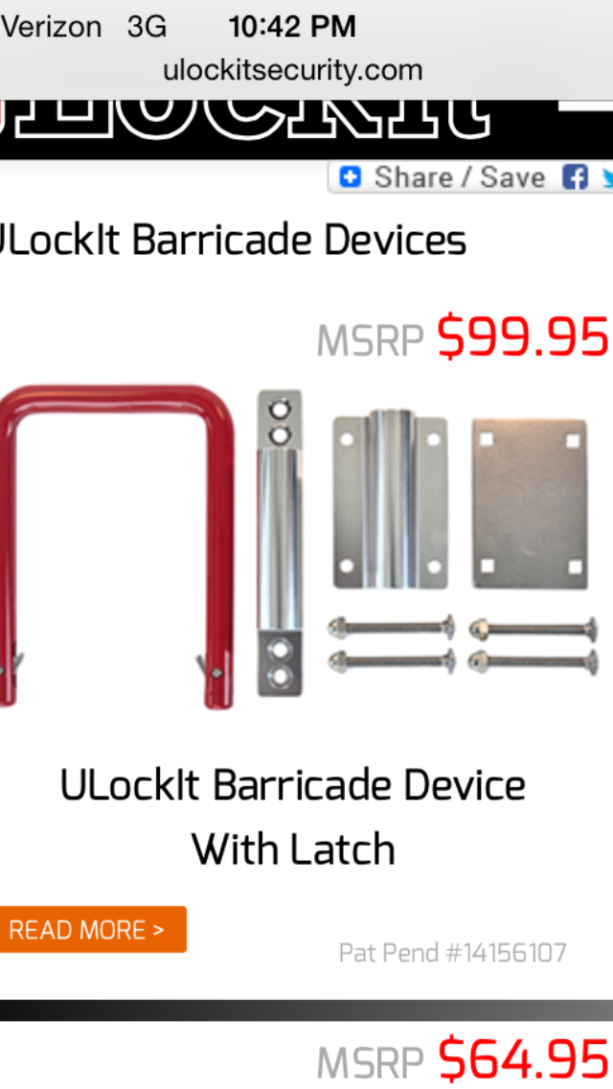 Verizon 3G 10:42 PM
ulockitsecurity.com
ULockIt
Share / Save
ULockIt Barricade Devices
MSRP $99.95
ULockIt Barricade Device
With Latch
READ MORE >
Pat Pend #14156107
MSRP $64.95